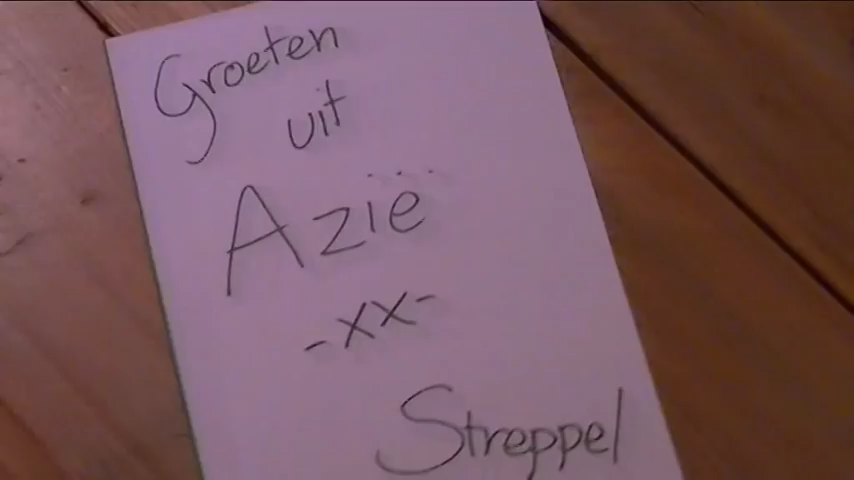 Groeten
uit
Azië
-xx-
Streppel